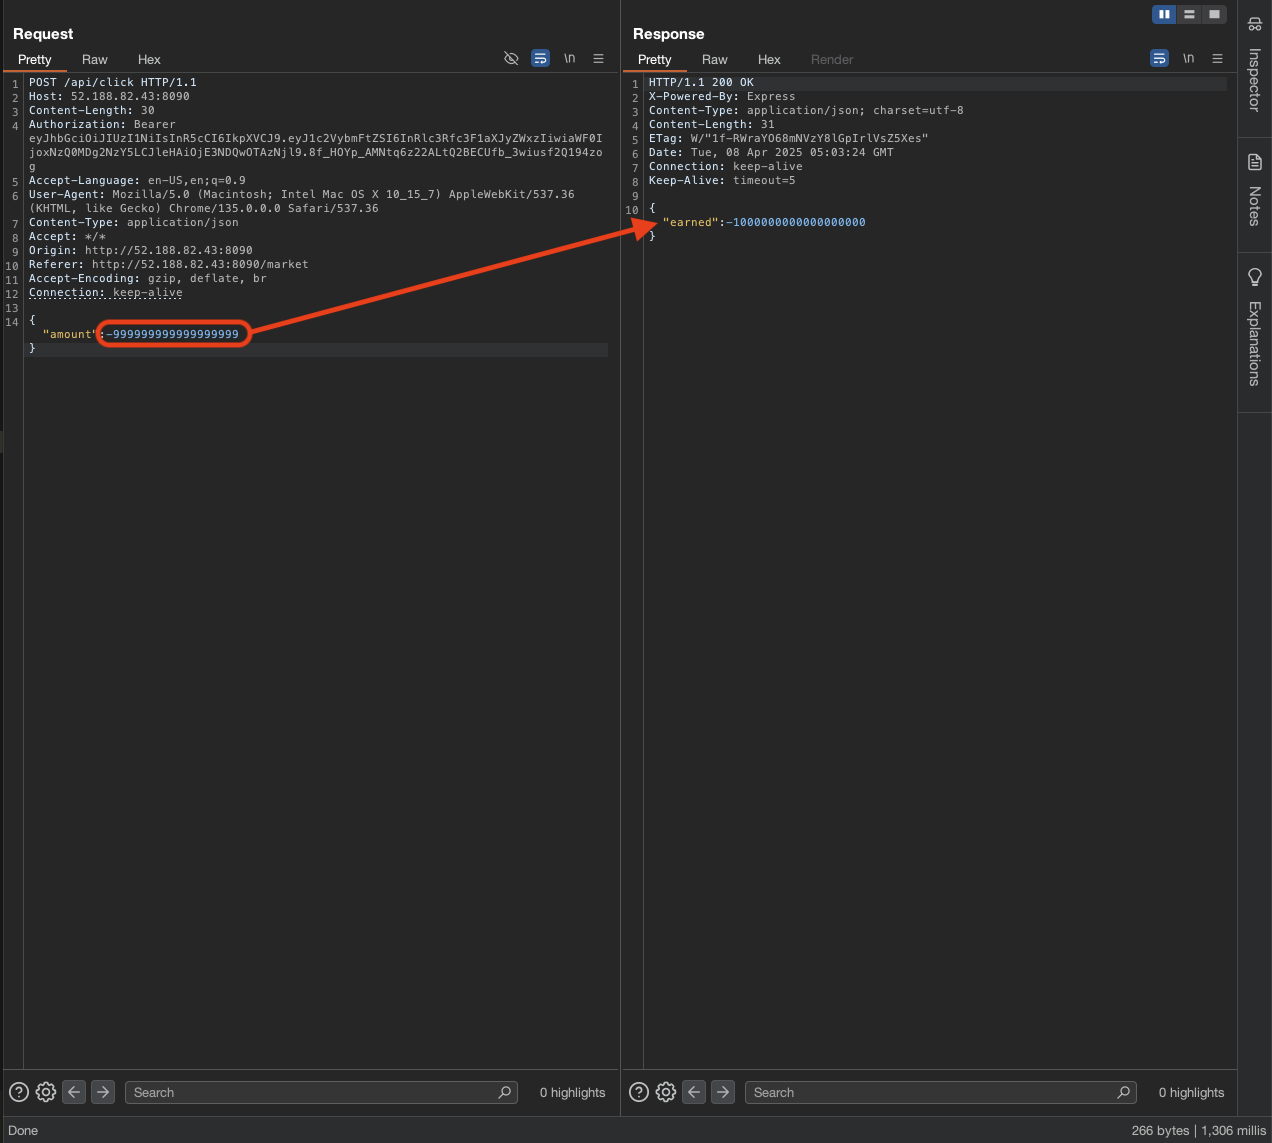 Request
Pretty Raw Hex \n
1 POST /api/click HTTP/1.1
2 Host: 52.188.82.43:8090
3 Content-Length: 30
4 Authorization: Bearer
eyJhbGciOiJIUzI1NiIsInR5cCI6IkpXVCJ9.eyJ1c2VybmFtZSI6InRlc3Rfc3F1aXJyZWxzIiwiaWF0I
joxNzQ0MDg2NzY5LCJleHAiOjE3NDQwOTAzNjl9.8f_HOYp_AMNtq6z22ALtQ2BECUfb_3wiusf2Q194zo
g
5 Accept-Language: en-US,en;q=0.9
6 User-Agent: Mozilla/5.0 (Macintosh; Intel Mac OS X 10_15_7) AppleWebKit/537.36
(KHTML, like Gecko) Chrome/135.0.0.0 Safari/537.36
7 Content-Type: application/json
8 Accept: */*
9 Origin: http://52.188.82.43:8090
10 Referer: http://52.188.82.43:8090/market
11 Accept-Encoding: gzip, deflate, br
12 Connection: keep-alive
13
14 {
"amount":-999999999999999999
}
Search
0 highlights
Response
Pretty Raw Hex Render \n
1 HTTP/1.1 200 OK
2 X-Powered-By: Express
3 Content-Type: application/json; charset=utf-8
4 Content-Length: 31
5 ETag: W/"1f-RWraYO68mNVzY8lGpIrlVsZ5Xes"
6 Date: Tue, 08 Apr 2025 05:03:24 GMT
7 Connection: keep-alive
8 Keep-Alive: timeout=5
9
10 {
"earned":-1000000000000000000
}
Search
0 highlights
Inspector
Notes
Explanations
Done
266 bytes | 1,306 millis